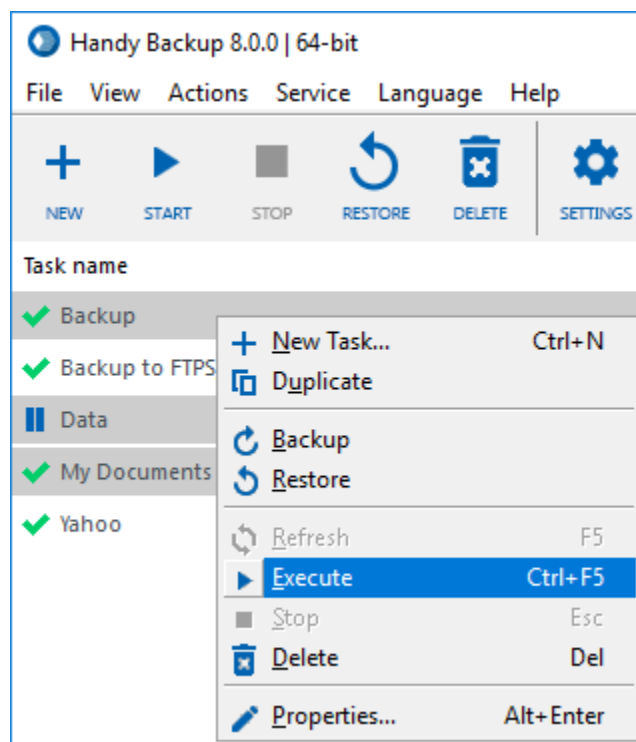 Handy Backup 8.0.0 | 64-bit
File View Actions Service Language Help
NEW START STOP RESTORE DELETE SETTINGS
Task name
Backup
Backup to FTPS
Data
My Documents
Yahoo
New Task... Ctrl+N
Duplicate
Backup
Restore
Refresh F5
Execute Ctrl+F5
Stop Esc
Delete Del
Properties... Alt+Enter